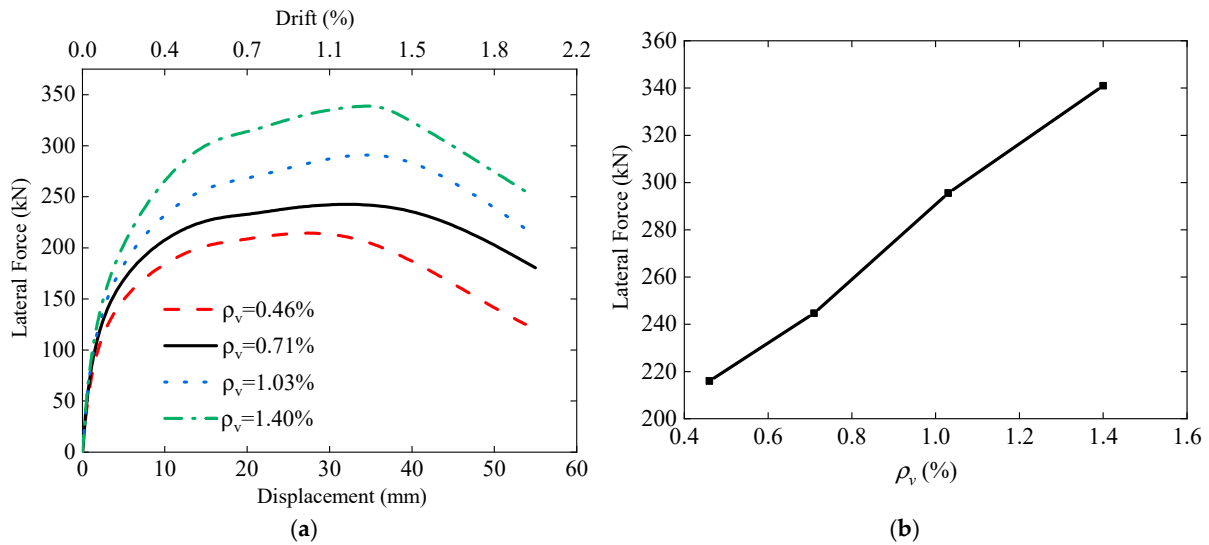 Drift (%)
0.0 0.4 0.7 1.1 1.5 1.8 2.2
350
300
250
200
150
100
50
0
Lateral Force (kN)
ρv=0.46%
ρv=0.71%
ρv=1.03%
ρv=1.40%
0 10 20 30 40 50 60
Displacement (mm)
(a)
360
340
320
300
280
260
240
220
200
Lateral Force (kN)
0.4 0.6 0.8 1.0 1.2 1.4 1.6
ρv (%)
(b)